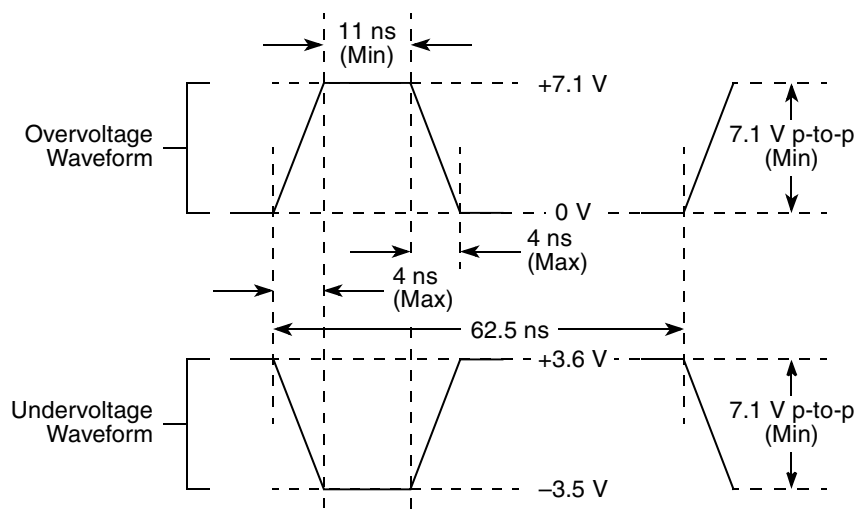 11 ns
(Min)
+7.1 V
Overvoltage
Waveform
7.1 V p-to-p
(Min)
0 V
4 ns
(Max)
4 ns
(Max)
62.5 ns
+3.6 V
Undervoltage
Waveform
7.1 V p-to-p
(Min)
–3.5 V